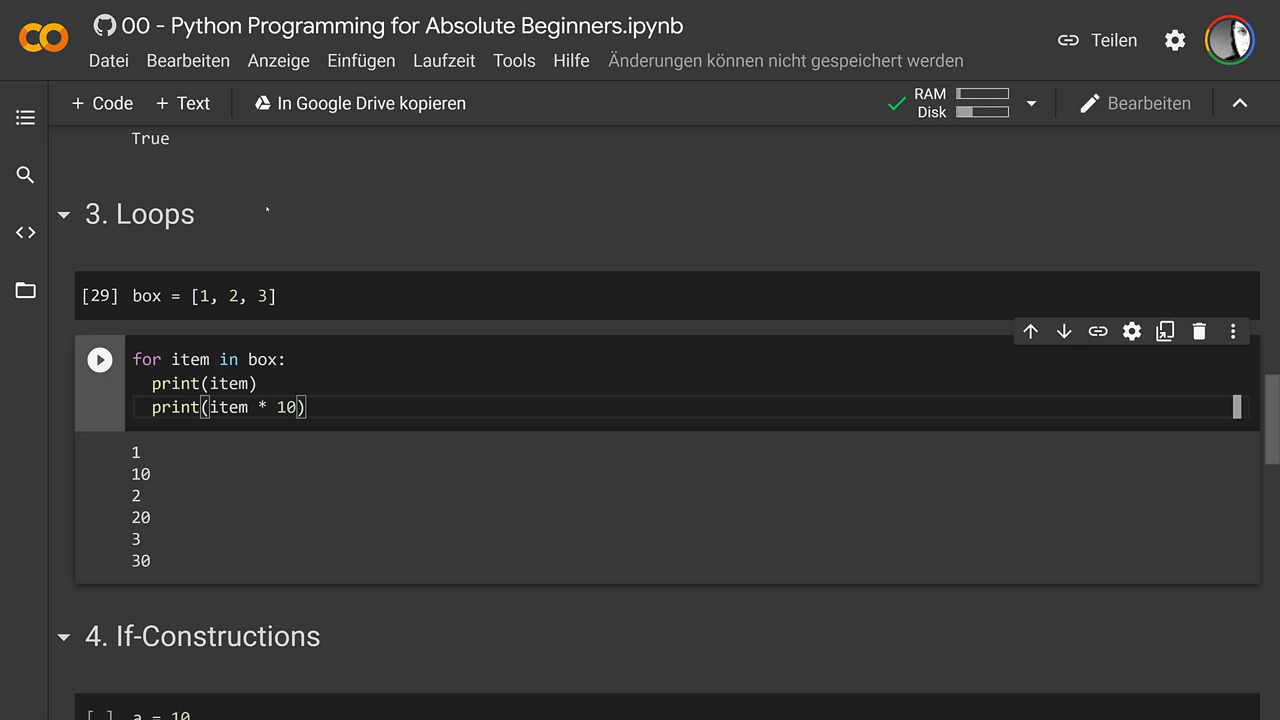 00 - Python Programming for Absolute Beginners.ipynb
Teilen
Datei Bearbeiten Anzeige Einfügen Laufzeit Tools Hilfe Änderungen können nicht gespeichert werden
+ Code + Text In Google Drive kopieren
RAM
Disk
Bearbeiten
True
3. Loops
[29] box = [1, 2, 3]
for item in box:
  print(item)
  print(item * 10)
1
10
2
20
3
30
4. If-Constructions
[ ] a = 10